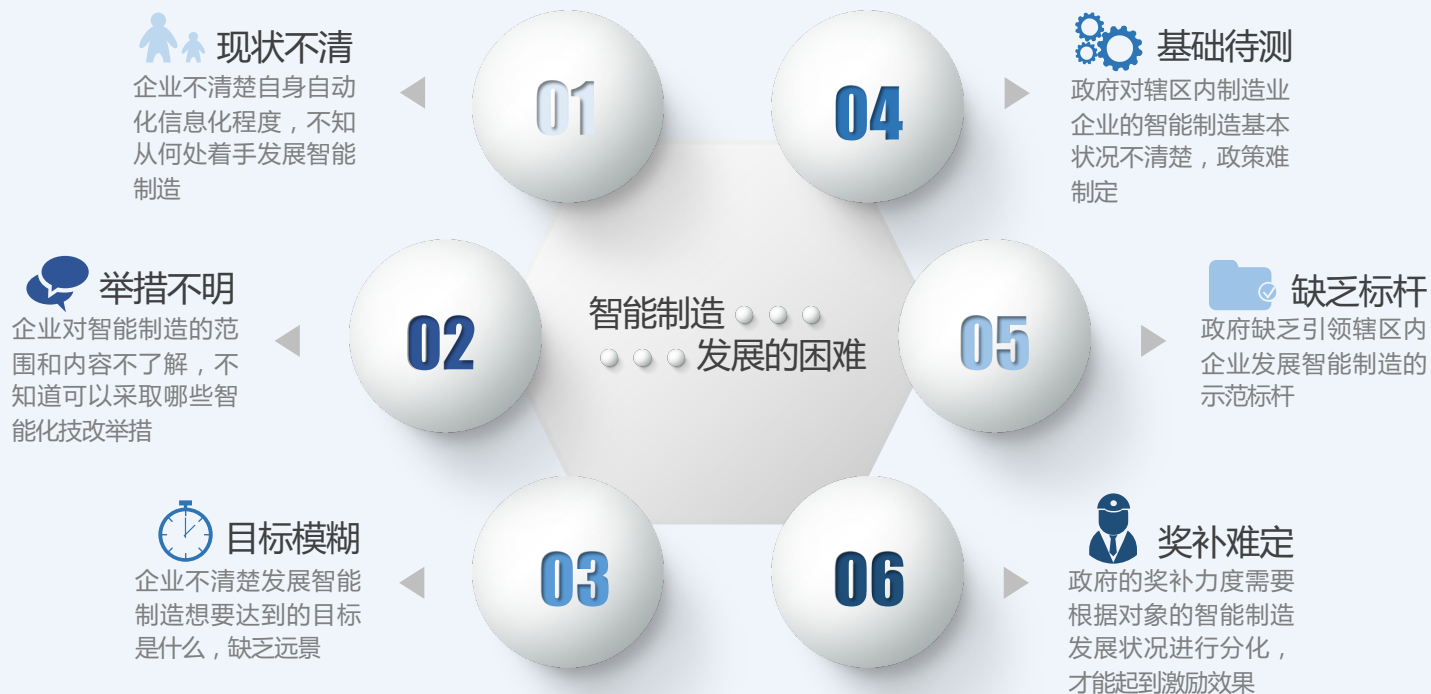 现状不清
企业不清楚自身自动
化信息化程度，不知
从何处着手发展智能
制造
01
举措不明
企业对智能制造的范
围和内容不了解，不
知道可以采取哪些智
能化技改举措
02
目标模糊
企业不清楚发展智能
制造想要达到的目标
是什么，缺乏远景
03
智能制造
发展的困难
04
基础待测
政府对辖区内制造业
企业的智能制造基本
状况不清楚，政策难
制定
05
缺乏标杆
政府缺乏引领辖区内
企业发展智能制造的
示范标杆
06
奖补难定
政府的奖补力度需要
根据对象的智能制造
发展状况进行分化，
才能起到激励效果